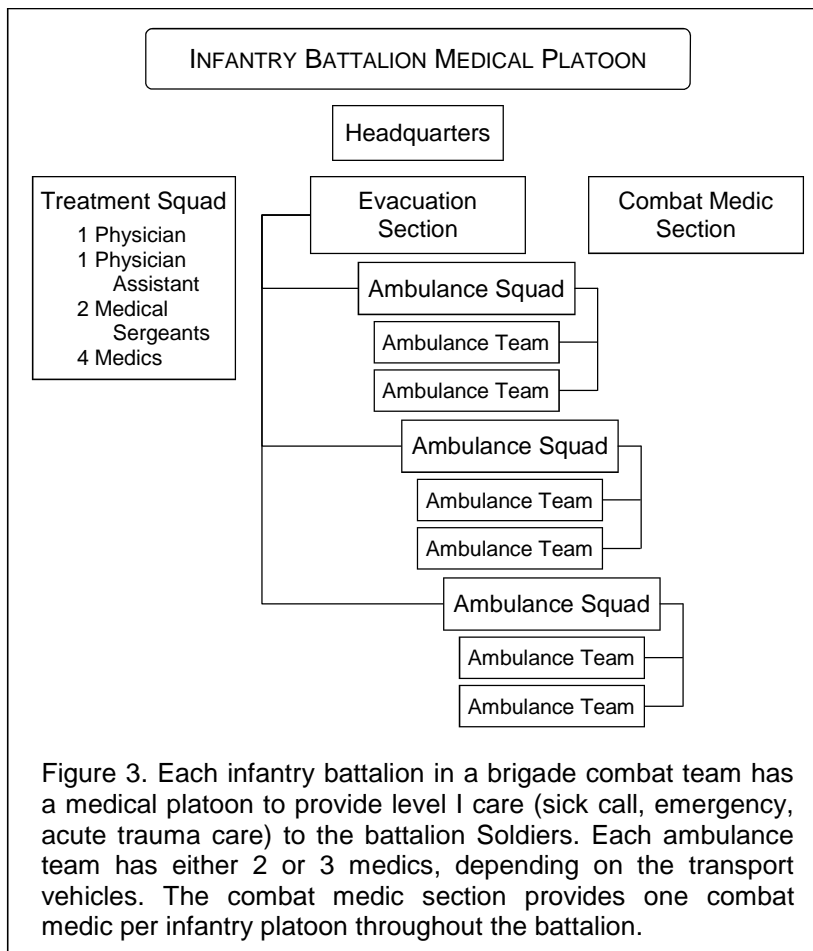 INFANTRY BATTALION MEDICAL PLATOON
Headquarters
Treatment Squad
1 Physician
1 Physician
Assistant
2 Medical
Sergeants
4 Medics
Evacuation
Section
Combat Medic
Section
Ambulance Squad
Ambulance Team
Ambulance Team
Ambulance Squad
Ambulance Team
Ambulance Team
Ambulance Squad
Ambulance Team
Ambulance Team
Figure 3. Each infantry battalion in a brigade combat team has
a medical platoon to provide level I care (sick call, emergency,
acute trauma care) to the battalion Soldiers. Each ambulance
team has either 2 or 3 medics, depending on the transport
vehicles. The combat medic section provides one combat
medic per infantry platoon throughout the battalion.